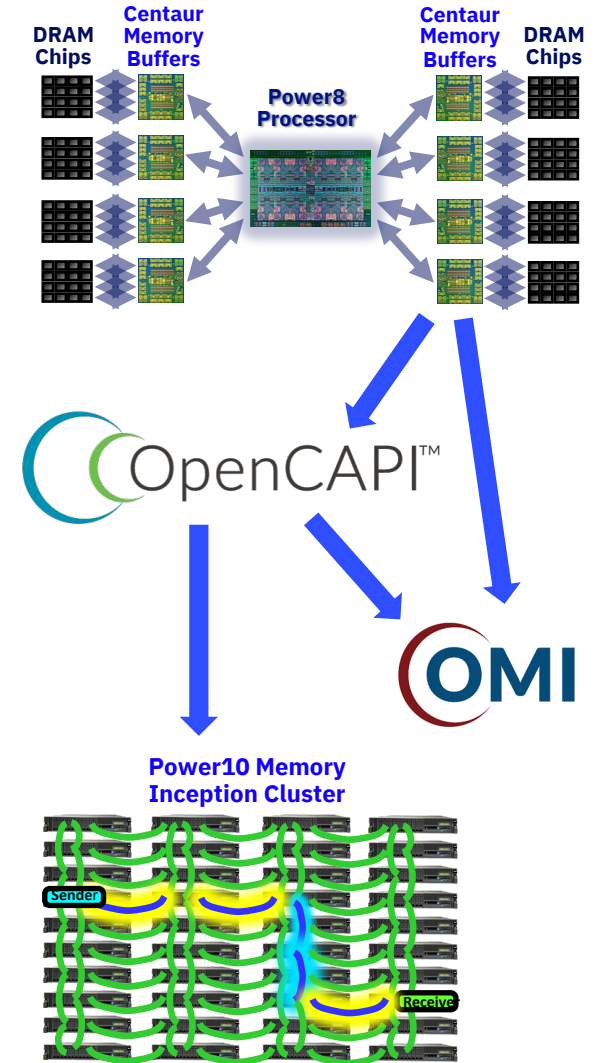 DRAM
Chips
Centaur
Memory
Buffers
Power8
Processor
Centaur
Memory
Buffers
DRAM
Chips
OpenCAPI™
OMI
Power10 Memory
Inception Cluster
Sender
Receiver